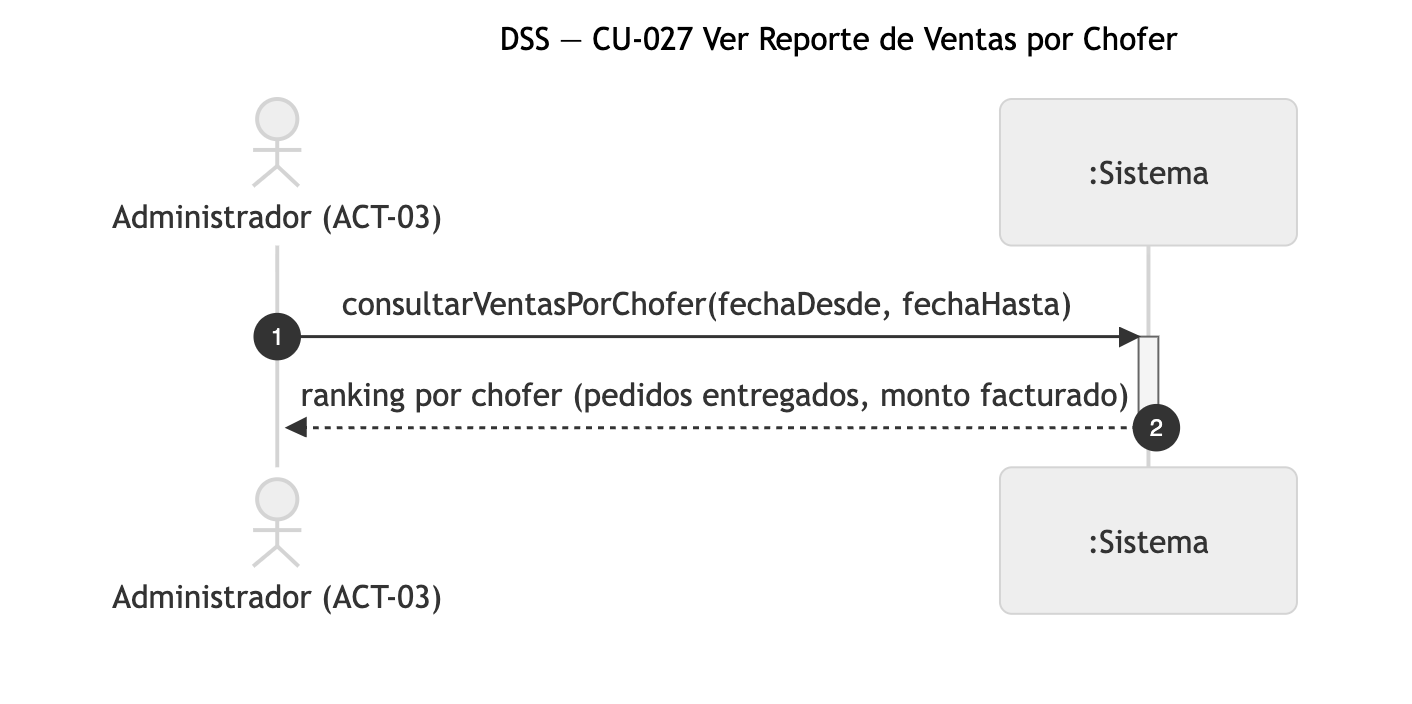 DSS — CU-027 Ver Reporte de Ventas por Chofer
Administrador (ACT-03)
:Sistema
consultarVentasPorChofer(fechaDesde, fechaHasta)
1
ranking por chofer (pedidos entregados, monto facturado)
2
Administrador (ACT-03)
:Sistema